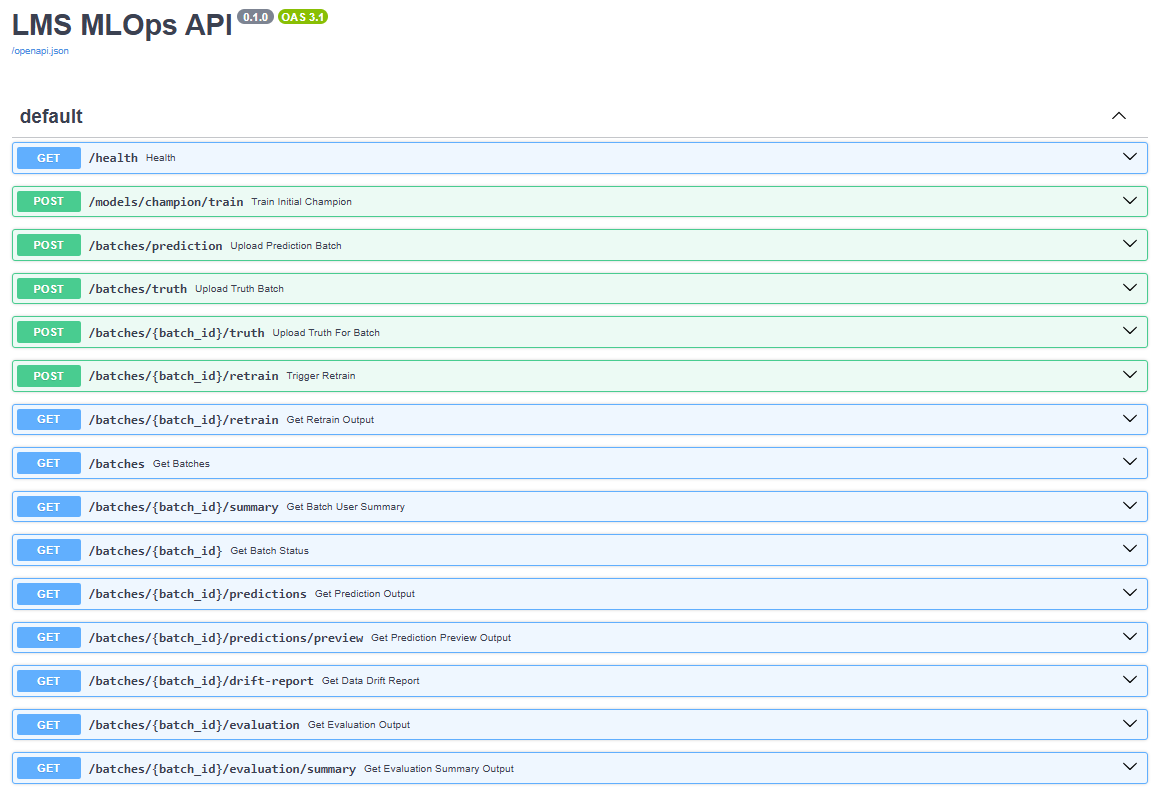 LMS MLOps API 0.1.0 OAS 3.1
/openapi.json
default
GET /health Health
POST /models/champion/train Train Initial Champion
POST /batches/prediction Upload Prediction Batch
POST /batches/truth Upload Truth Batch
POST /batches/{batch_id}/truth Upload Truth For Batch
POST /batches/{batch_id}/retrain Trigger Retrain
GET /batches/{batch_id}/retrain Get Retrain Output
GET /batches Get Batches
GET /batches/{batch_id}/summary Get Batch User Summary
GET /batches/{batch_id} Get Batch Status
GET /batches/{batch_id}/predictions Get Prediction Output
GET /batches/{batch_id}/predictions/preview Get Prediction Preview Output
GET /batches/{batch_id}/drift-report Get Data Drift Report
GET /batches/{batch_id}/evaluation Get Evaluation Output
GET /batches/{batch_id}/evaluation/summary Get Evaluation Summary Output